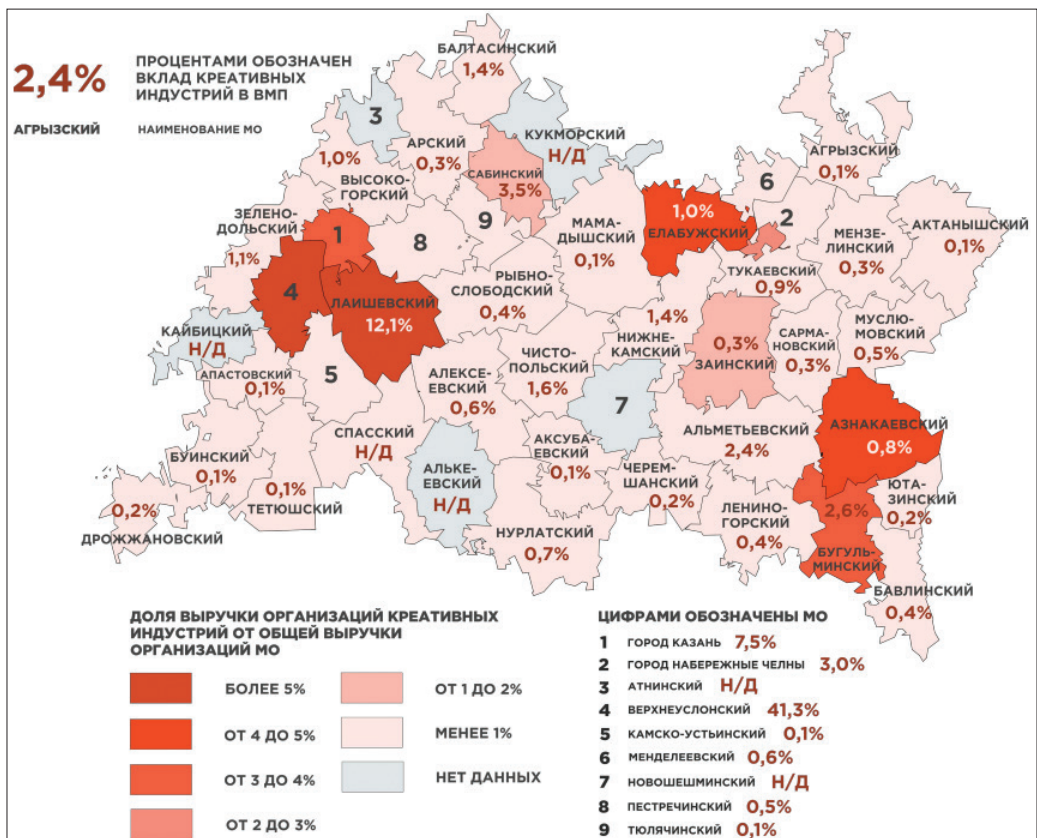 2,4%
ПРОЦЕНТАМИ ОБОЗНАЧЕН
ВКЛАД КРЕАТИВНЫХ
ИНДУСТРИЙ В ВМП
АГРЫЗСКИЙ
НАИМЕНОВАНИЕ МО
БАЛТАСИНСКИЙ
1,4%
3
КУКМОРСКИЙ
Н/Д
АРСКИЙ
0,3%
САБИНСКИЙ
3,5%
1,0%
ВЫСОКО-
ГОРСКИЙ
АГРЫЗСКИЙ
0,1%
6
ЗЕЛЕНО-
ДОЛЬСКИЙ
1,1%
1
8
9
МАМА-
ДЫШСКИЙ
0,1%
1,0%
ЕЛАБУЖСКИЙ
2
МЕНЗЕ-
ЛИНСКИЙ
0,3%
АКТАНЫШСКИЙ
0,1%
4
ЛАИШЕВСКИЙ
12,1%
РЫБНО-
СЛОБОДСКИЙ
0,4%
ТУКАЕВСКИЙ
0,9%
КАЙБИЦКИЙ
Н/Д
АПАСТОВСКИЙ
0,1%
5
АЛЕКСЕ-
ЕВСКИЙ
0,6%
ЧИСТО-
ПОЛЬСКИЙ
1,6%
1,4%
НИЖНЕ-
КАМСКИЙ
0,3%
ЗАИНСКИЙ
САРМА-
НОВСКИЙ
0,3%
МУСЛЮ-
МОВСКИЙ
0,5%
7
БУИНСКИЙ
0,1%
СПАССКИЙ
Н/Д
АЛЬКЕ-
ЕВСКИЙ
Н/Д
АКСУБА-
ЕВСКИЙ
0,1%
АЛЬМЕТЬЕВСКИЙ
2,4%
АЗНАКАЕВСКИЙ
0,8%
0,1%
ТЕТЮШСКИЙ
0,2%
ДРОЖЖАНОВСКИЙ
НУРЛАТСКИЙ
0,7%
ЧЕРЕМ-
ШАНСКИЙ
0,2%
ЛЕНИНО-
ГОРСКИЙ
0,4%
2,6%
БУГУЛЬ-
МИНСКИЙ
ЮТА-
ЗИНСКИЙ
0,2%
БАВЛИНСКИЙ
0,4%
ДОЛЯ ВЫРУЧКИ ОРГАНИЗАЦИЙ КРЕАТИВНЫХ
ИНДУСТРИЙ ОТ ОБЩЕЙ ВЫРУЧКИ
ОРГАНИЗАЦИЙ МО
БОЛЕЕ 5%
ОТ 4 ДО 5%
ОТ 3 ДО 4%
ОТ 2 ДО 3%
ОТ 1 ДО 2%
МЕНЕЕ 1%
НЕТ ДАННЫХ
ЦИФРАМИ ОБОЗНАЧЕНЫ МО
1 ГОРОД КАЗАНЬ 7,5%
2 ГОРОД НАБЕРЕЖНЫЕ ЧЕЛНЫ 3,0%
3 АТНИНСКИЙ Н/Д
4 ВЕРХНЕУСЛОНСКИЙ 41,3%
5 КАМСКО-УСТЬИНСКИЙ 0,1%
6 МЕНДЕЛЕЕВСКИЙ 0,6%
7 НОВОШЕШМИНСКИЙ Н/Д
8 ПЕСТРЕЧИНСКИЙ 0,5%
9 ТЮЛЯЧИНСКИЙ 0,1%